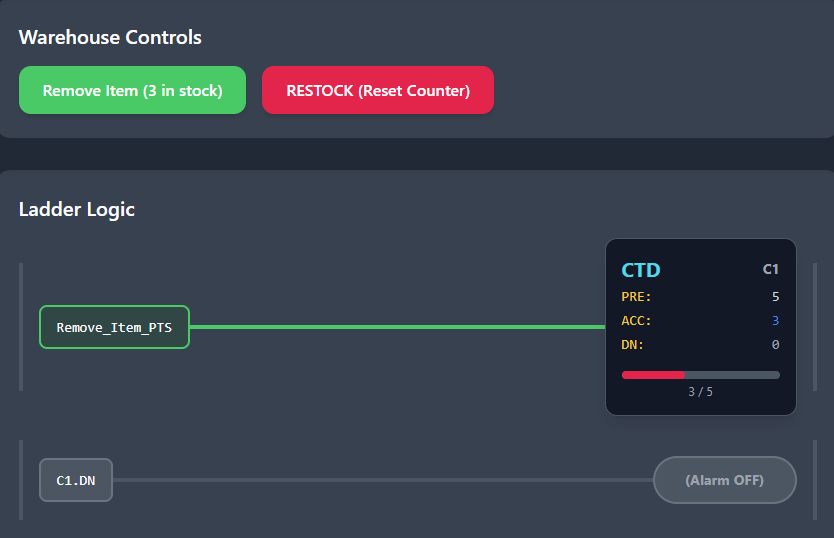 Warehouse Controls
Remove Item (3 in stock) RESTOCK (Reset Counter)
Ladder Logic
CTD C1
PRE: 5
ACC: 3
DN: 0
Remove_Item_PTS
3 / 5
C1.DN (Alarm OFF)